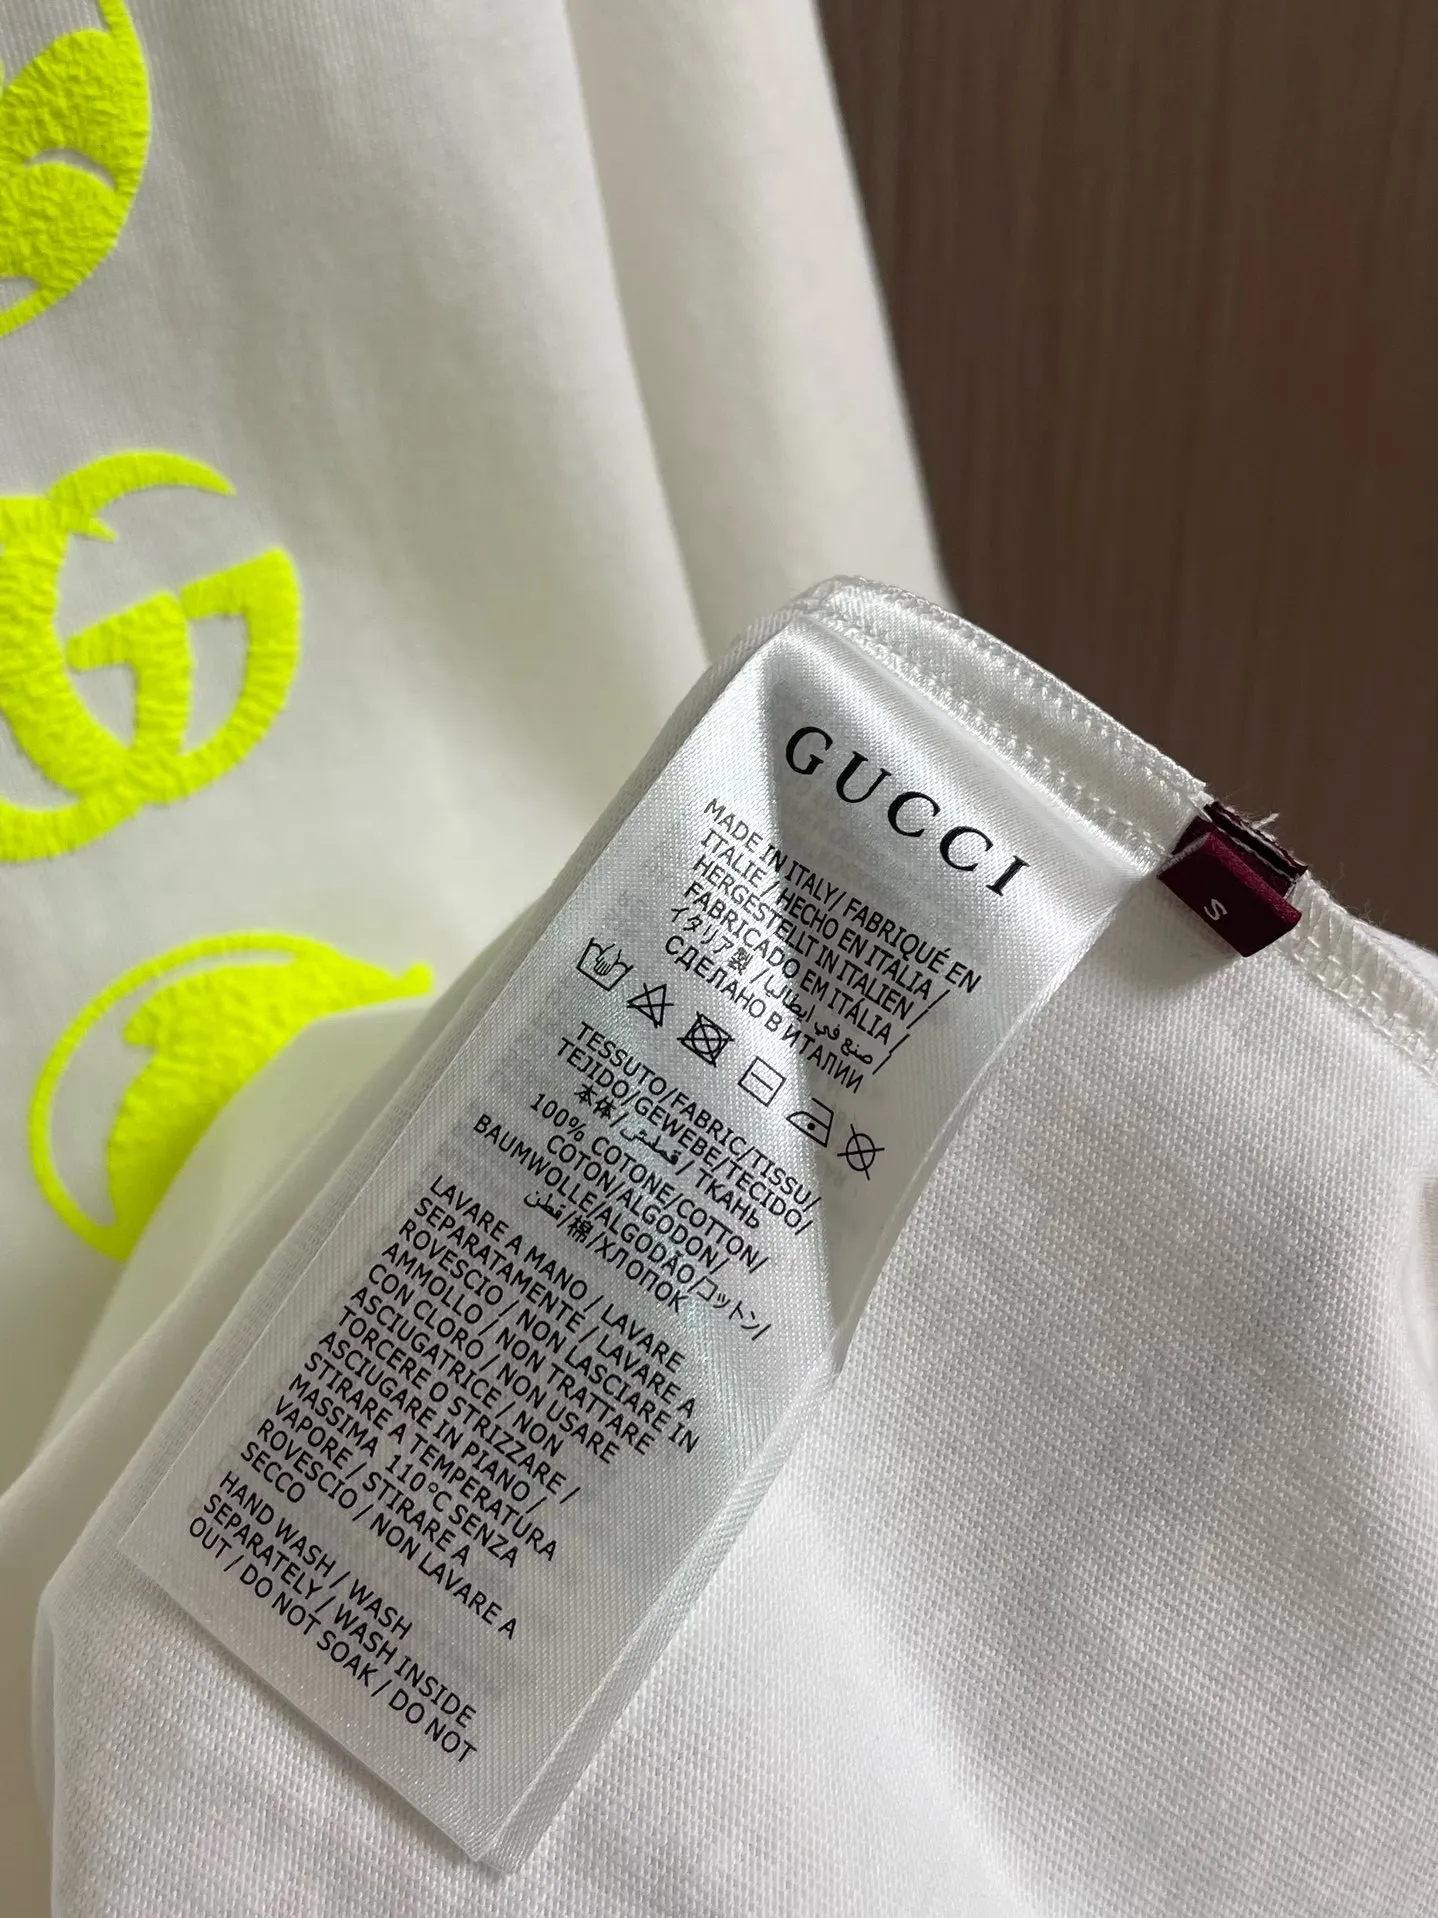 GUCCI
MADE IN ITALY/ FABRIQUÉ EN
ITALIE / HECHO EN ITALIA /
HERGESTELLT IN ITALIEN /
FABRICADO EM ITÁLIA /
イタリア製 / صنع في ايطاليا /
СДЕЛАНО В ИТАЛИИ
S
TESSUTO/FABRIC/TISSU/
TEJIDO/GEWEBE/TECIDO/
本体/قماش/ ТКАНЬ
100% COTONE/COTTON/
COTON/ALGODON/
BAUMWOLLE/ALGODÃO/コットン/
قطن/棉/ХЛОПОК
LAVARE A MANO / LAVARE
SEPARATAMENTE / LAVARE A
ROVESCIO / NON LASCIARE IN
AMMOLLO / NON TRATTARE
CON CLORO / NON USARE
ASCIUGATRICE / NON
TORCERE O STRIZZARE /
ASCIUGARE IN PIANO /
STIRARE A TEMPERATURA
MASSIMA 110°C SENZA
VAPORE / STIRARE A
ROVESCIO / NON LAVARE A
SECCO
HAND WASH / WASH
SEPARATELY / WASH INSIDE
OUT / DO NOT SOAK / DO NOT